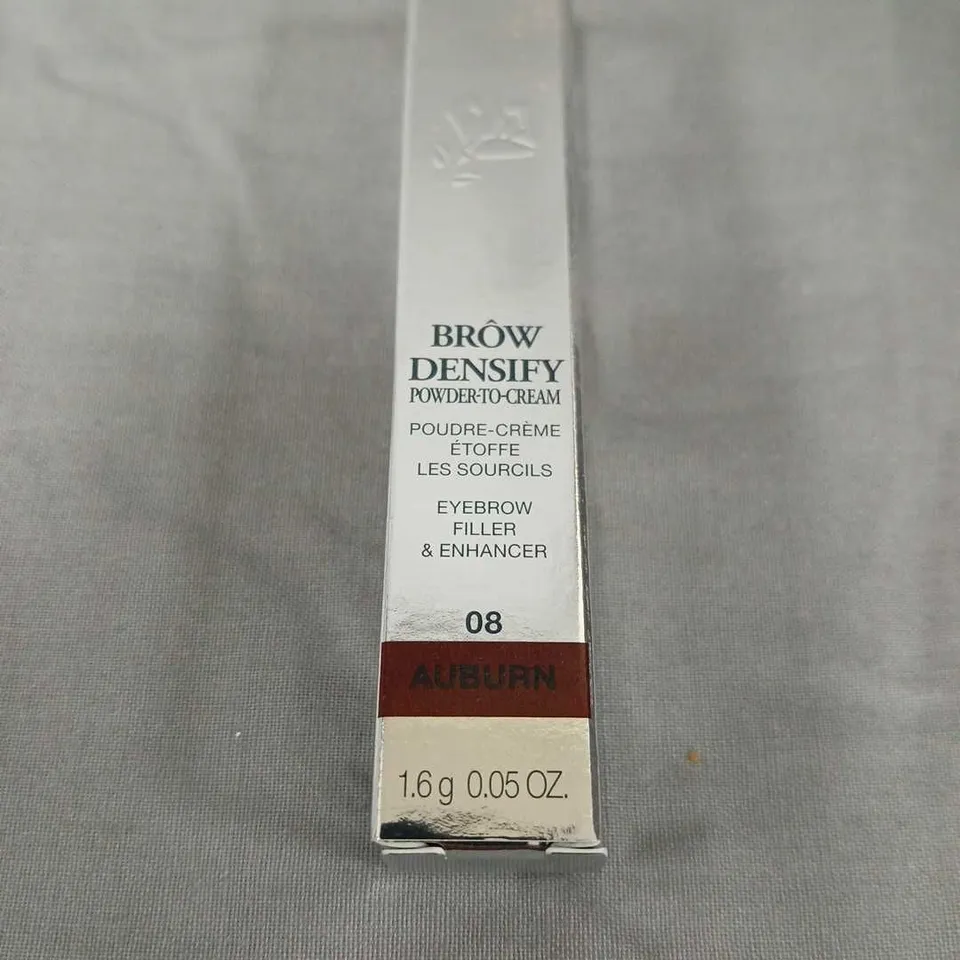 BRÔW
DENSIFY
POWDER-TO-CREAM
POUDRE-CRÈME
ÉTOFFE
LES SOURCILS
EYEBROW
FILLER
& ENHANCER
08
AUBURN
1.6 g 0.05 OZ.